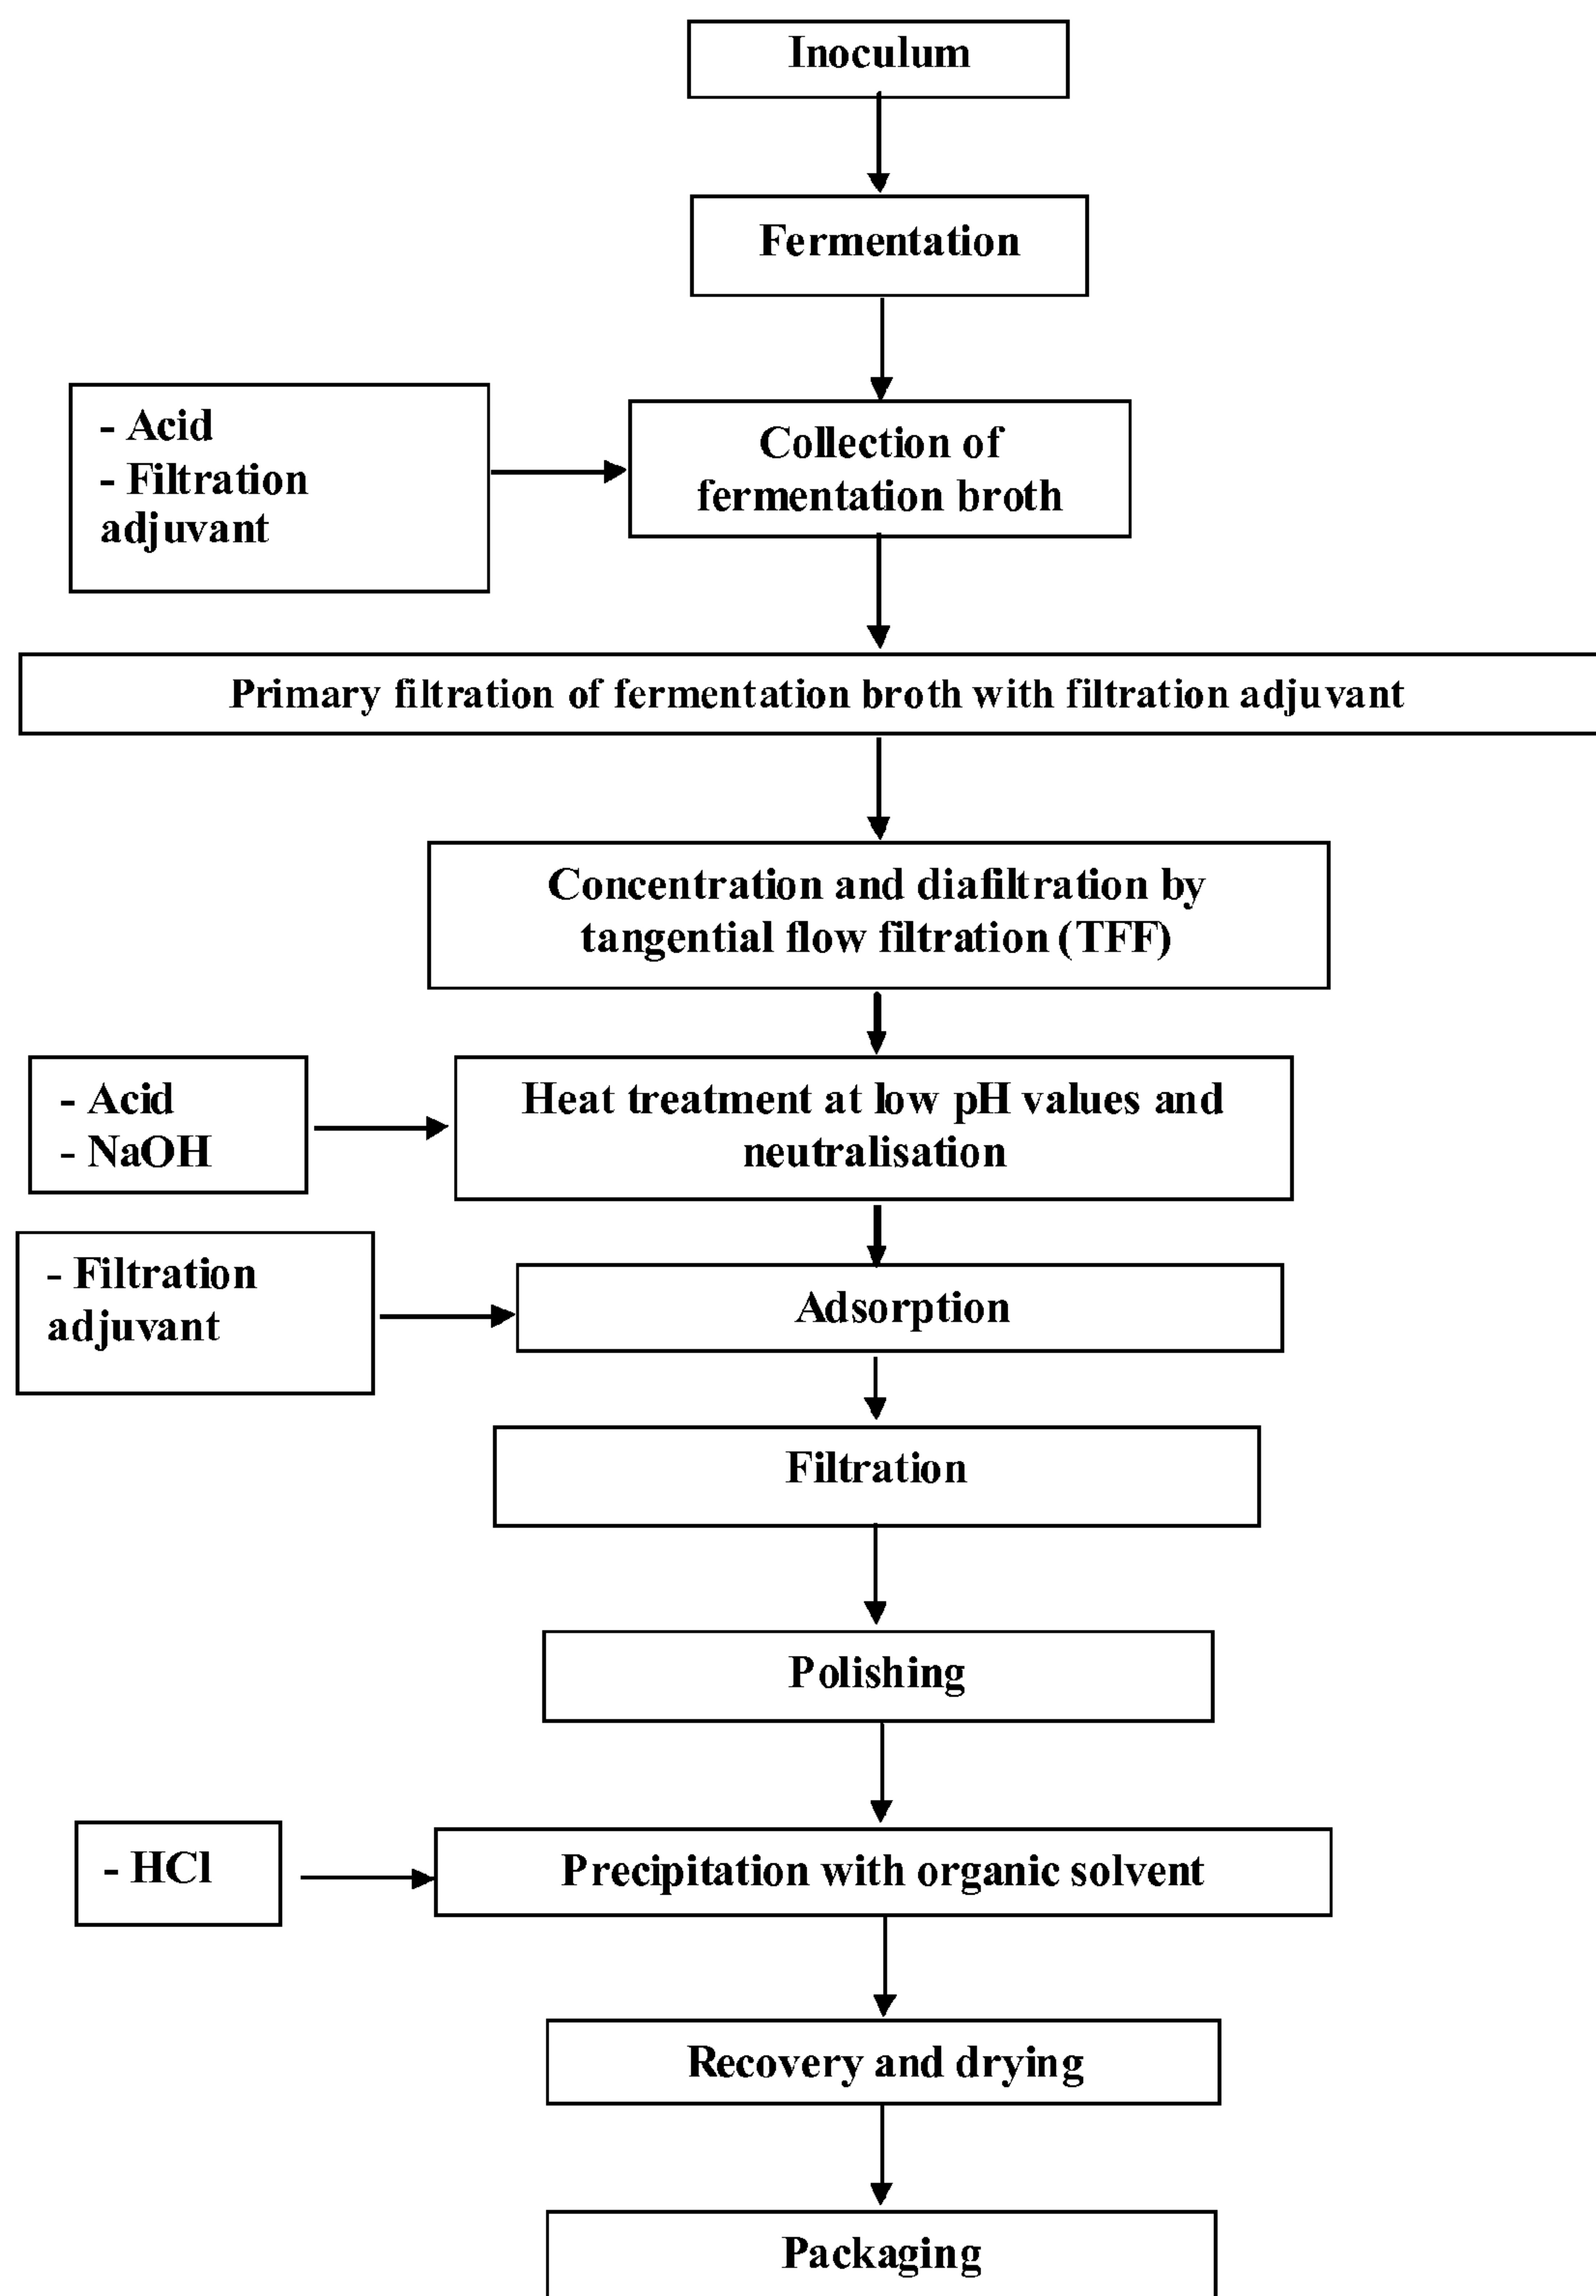 Inoculum
Fermentation
- Acid
- Filtration
adjuvant
Collection of
fermentation broth
Primary filtration of fermentation broth with filtration adjuvant
Concentration and diafiltration by
tangential flow filtration (TFF)
- Acid
- NaOH
Heat treatment at low pH values and
neutralisation
- Filtration
adjuvant
Adsorption
Filtration
Polishing
- HCl
Precipitation with organic solvent
Recovery and drying
Packaging